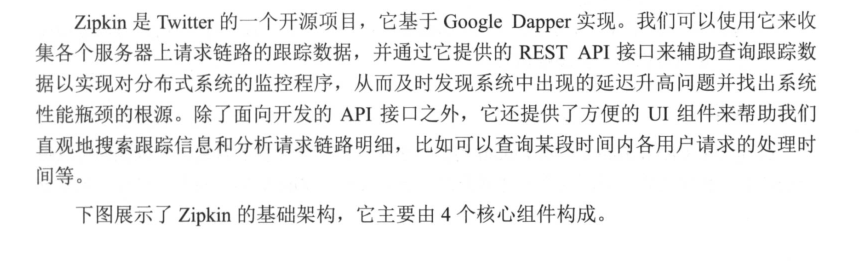 Zipkin 是 Twitter 的一个开源项目，它基于 Google Dapper 实现。我们可以使用它来收
集各个服务器上请求链路的跟踪数据，并通过它提供的 REST API 接口来辅助查询跟踪数
据以实现对分布式系统的监控程序，从而及时发现系统中出现的延迟升高问题并找出系统
性能瓶颈的根源。除了面向开发的 API 接口之外，它还提供了方便的 UI 组件来帮助我们
直观地搜索跟踪信息和分析请求链路明细，比如可以查询某段时间内各用户请求的处理时
间等。
下图展示了 Zipkin 的基础架构，它主要由 4 个核心组件构成。